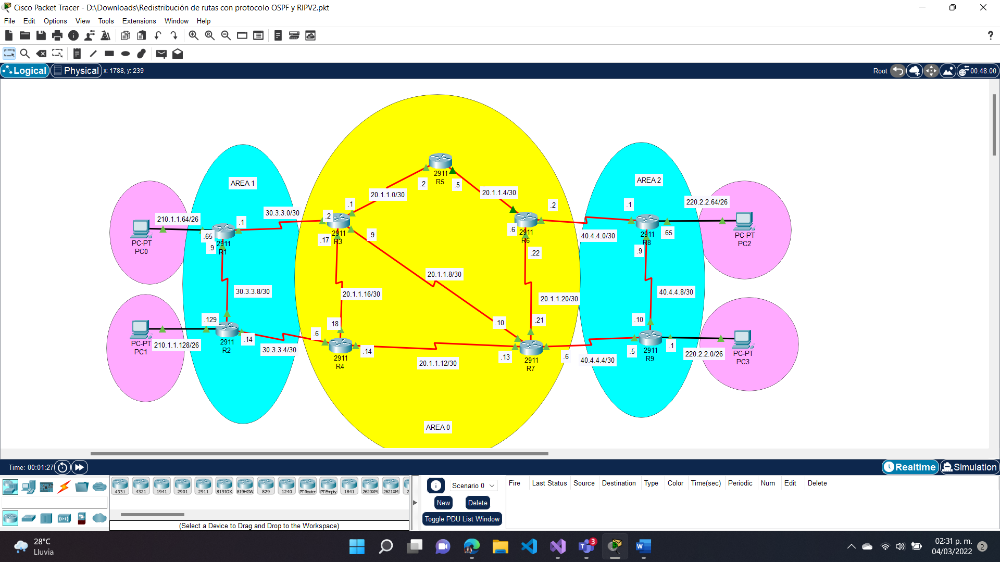 Cisco Packet Tracer - D:\Downloads\Redistribución de rutas con protocolo OSPF y RIPV2.pkt
File Edit Options View Tools Extensions Window Help
?
Logical Physical x: 1788, y: 239
Root 00:48:00
AREA 1
AREA 2
2911
R5
.2
.5
20.1.1.0/30
20.1.1.4/30
.1
.2
.1
220.2.2.64/26
210.1.1.64/26
.1
30.3.3.0/30
.2
2911
R3
.17
.9
.6
2911
R6
.22
40.4.4.0/30
2911
R8
.65
.9
PC-PT
PC2
PC-PT
PC0
.65
2911
R1
.9
20.1.1.8/30
30.3.3.8/30
20.1.1.16/30
20.1.1.20/30
40.4.4.8/30
.129
.18
.10
.21
.10
PC-PT
PC1
210.1.1.128/26
2911
R2
.14
.6
30.3.3.4/30
2911
R4
.14
20.1.1.12/30
.13
2911
R7
.6
40.4.4.4/30
.5
2911
R9
.1
220.2.2.0/26
PC-PT
PC3
AREA 0
Time: 00:01:27
Realtime Simulation
4331 4321 1941 2901 2911 819IOX 819HGW 829 1240 PT-Router PT-Empty 1841 2620XM 2621XM 2
(Select a Device to Drag and Drop to the Workspace)
Scenario 0
New Delete
Toggle PDU List Window
Fire Last Status Source Destination Type Color Time(sec) Periodic Num Edit Delete
28°C
Lluvia
3
02:31 p. m.
04/03/2022
2